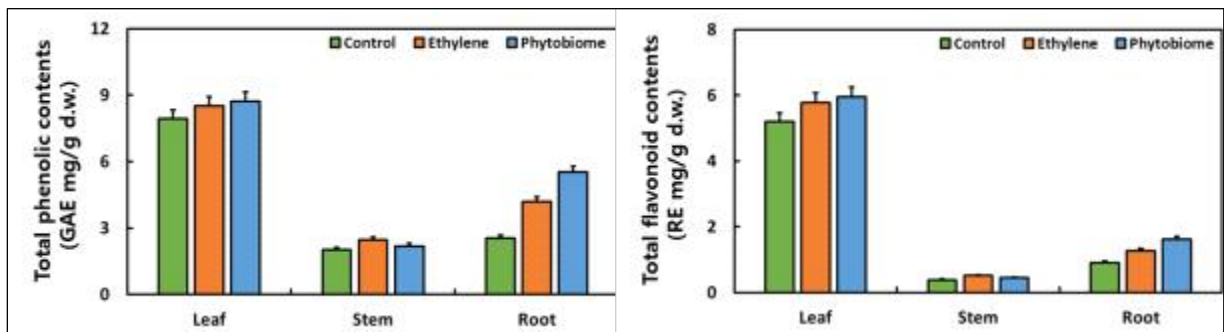 Total phenolic contents
(GAE mg/g d.w.)
12
9
6
3
0
Control Ethylene Phytobiome
Leaf Stem Root
Total flavonoid contents
(RE mg/g d.w.)
8
6
4
2
0
Control Ethylene Phytobiome
Leaf Stem Root